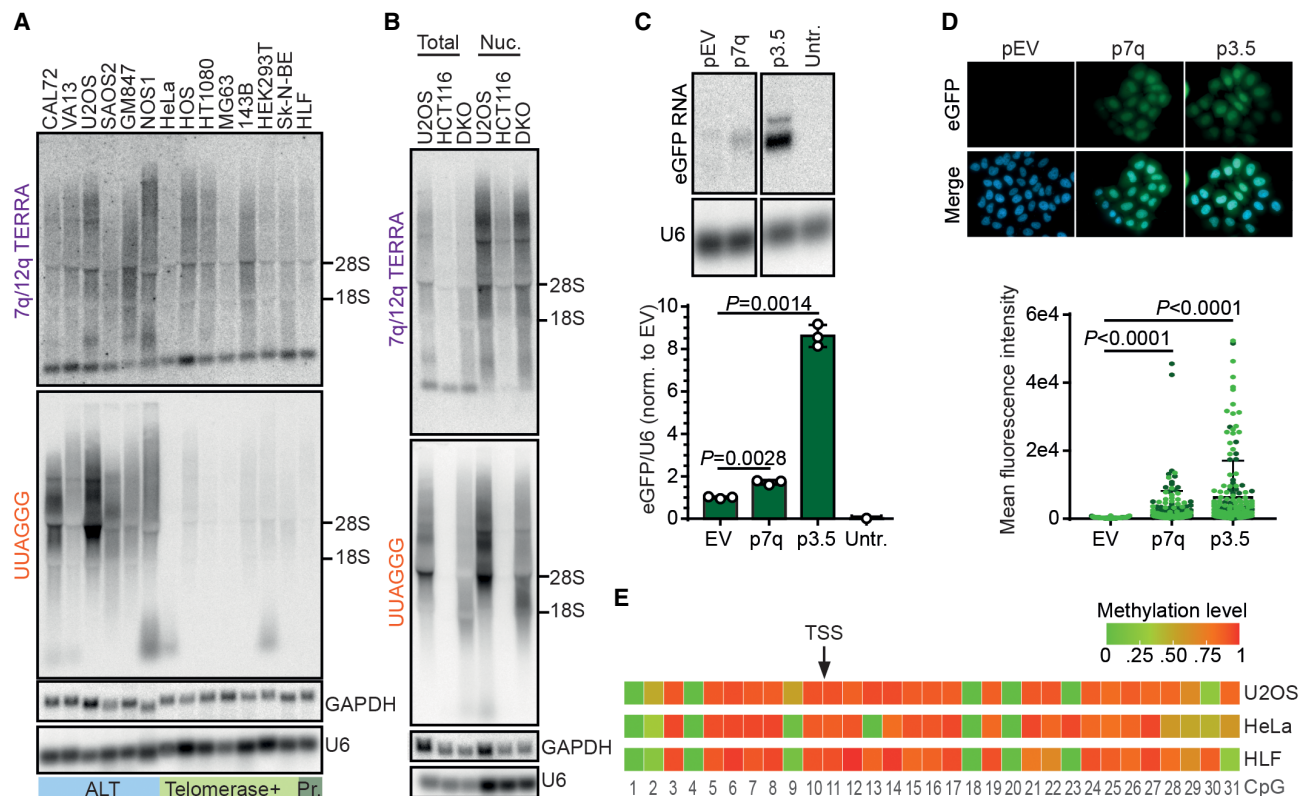 A
CAL72
VA13
U2OS
SAOS2
GM847
NOS1
HeLa
HOS
HT1080
MG63
143B
HEK293T
Sk-N-BE
HLF
7q/12q TERRA
28S
18S
UUAGGG
28S
18S
GAPDH
U6
ALT Telomerase+ Pr.
B
Total Nuc.
U2OS
HCT116
DKO
U2OS
HCT116
DKO
7q/12q TERRA
28S
18S
UUAGGG
28S
18S
GAPDH
U6
C
pEV
p7q
p3.5
Untr.
eGFP RNA
U6
eGFP/U6 (norm. to EV)
10
8
6
4
2
0
P=0.0014
P=0.0028
EV p7q p3.5 Untr.
D
pEV p7q p3.5
eGFP
Merge
Mean fluorescence intensity
6e4
4e4
2e4
0
P<0.0001
P<0.0001
EV p7q p3.5
E
Methylation level
0 .25 .50 .75 1
TSS
U2OS
HeLa
HLF
1 2 3 4 5 6 7 8 9 10 11 12 13 14 15 16 17 18 19 20 21 22 23 24 25 26 27 28 29 30 31 CpG